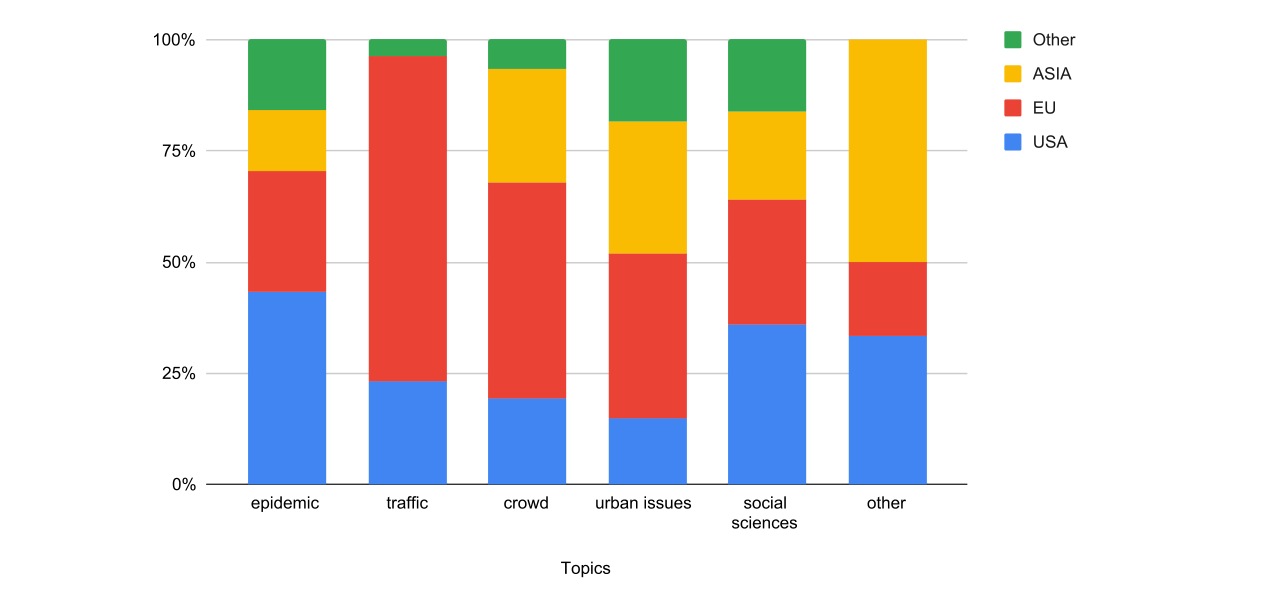 100%
75%
50%
25%
0%
epidemic
traffic
crowd
urban issues
social
sciences
other
Topics
Other
ASIA
EU
USA